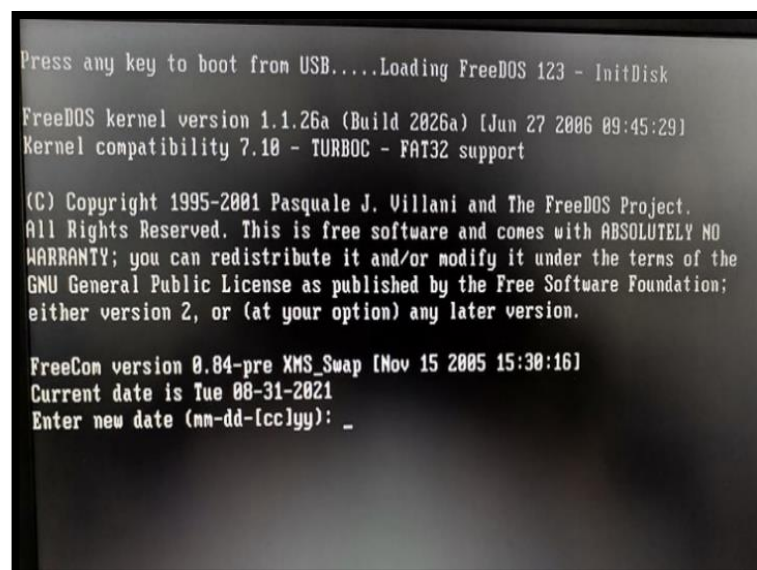 Press any key to boot from USB.....Loading FreeDOS 123 - InitDisk
FreeDOS kernel version 1.1.26a (Build 2026a) [Jun 27 2006 09:45:29]
Kernel compatibility 7.10 - TURBOC - FAT32 support
(C) Copyright 1995-2001 Pasquale J. Villani and The FreeDOS Project.
All Rights Reserved. This is free software and comes with ABSOLUTELY NO
WARRANTY; you can redistribute it and/or modify it under the terms of the
GNU General Public License as published by the Free Software Foundation;
either version 2, or (at your option) any later version.
FreeCom version 0.84-pre XMS_Swap [Nov 15 2005 15:30:16]
Current date is Tue 08-31-2021
Enter new date (mm-dd-[cc]yy): _